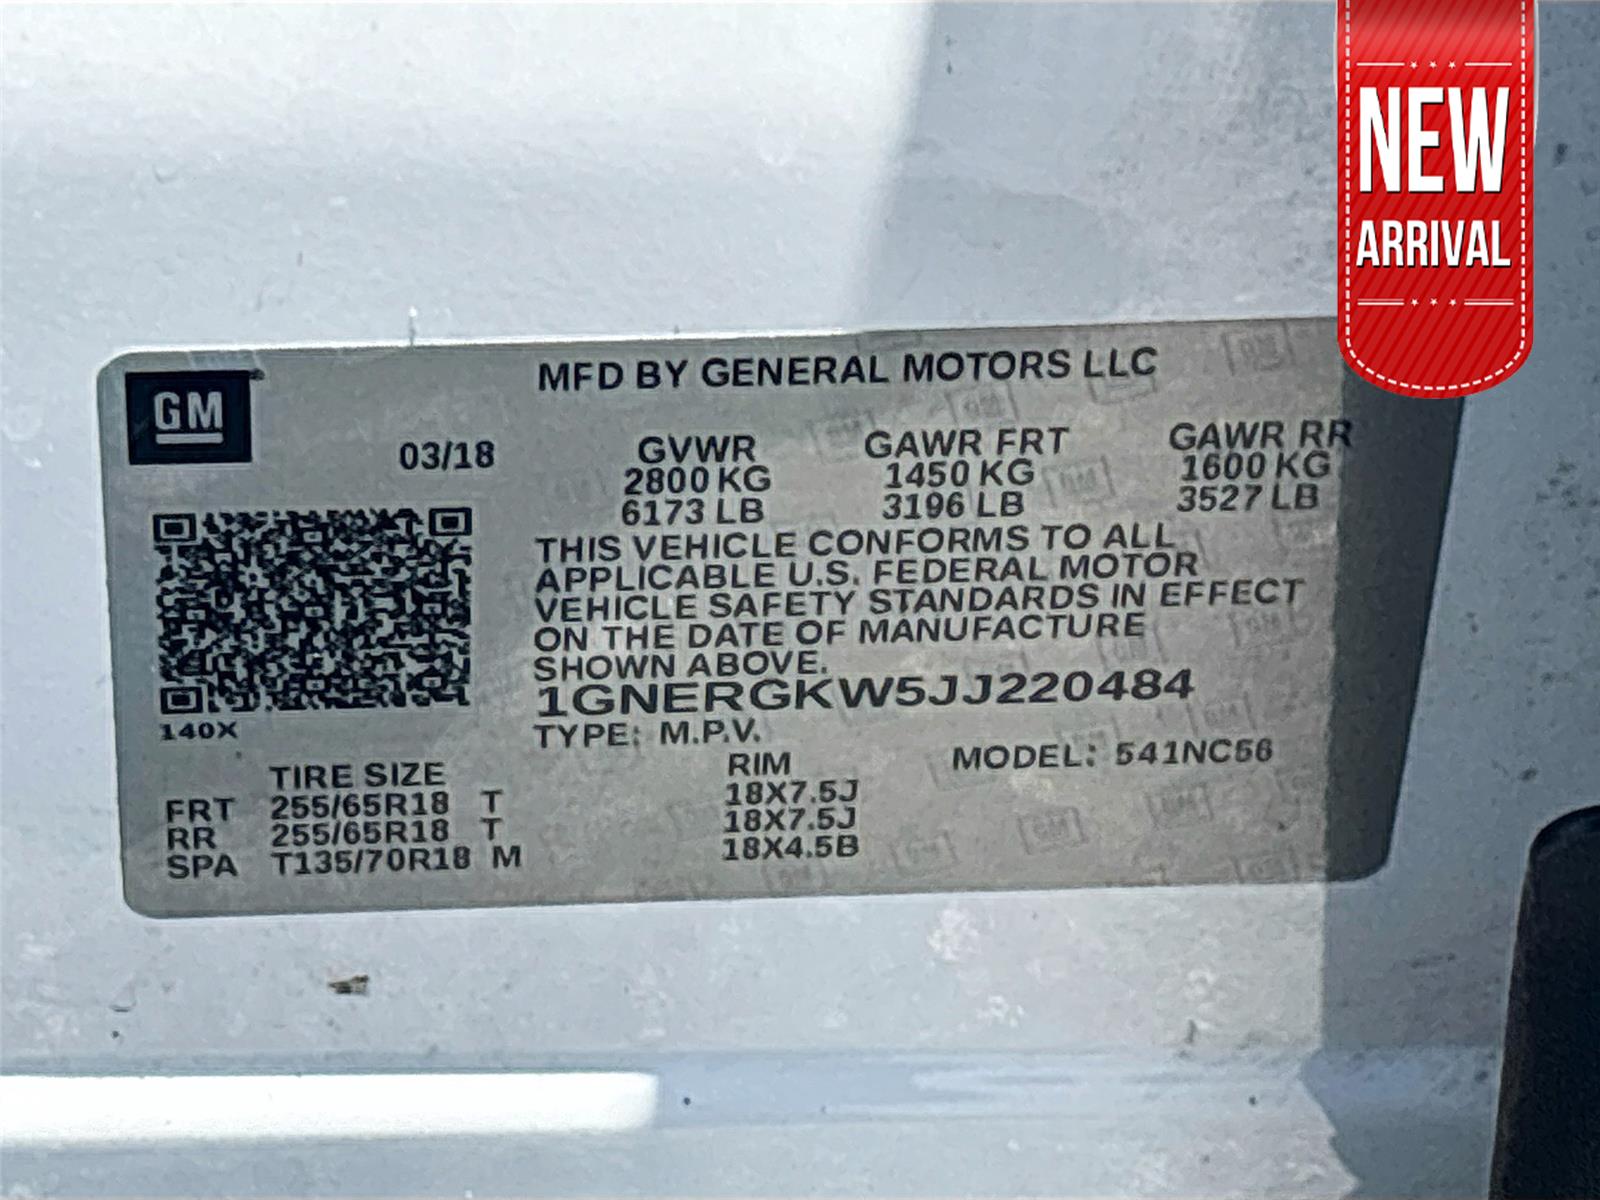 NEW
ARRIVAL
MFD BY GENERAL MOTORS LLC
GM
03/18
GVWR GAWR FRT GAWR RR
2800 KG 1450 KG 1600 KG
6173 LB 3196 LB 3527 LB
THIS VEHICLE CONFORMS TO ALL
APPLICABLE U.S. FEDERAL MOTOR
VEHICLE SAFETY STANDARDS IN EFFECT
ON THE DATE OF MANUFACTURE
SHOWN ABOVE.
1GNERGKW5JJ220484
140X
TYPE: M.P.V. MODEL: 541NC56
TIRE SIZE RIM
FRT 255/65R18 T 18X7.5J
RR 255/65R18 T 18X7.5J
SPA T135/70R18 M 18X4.5B